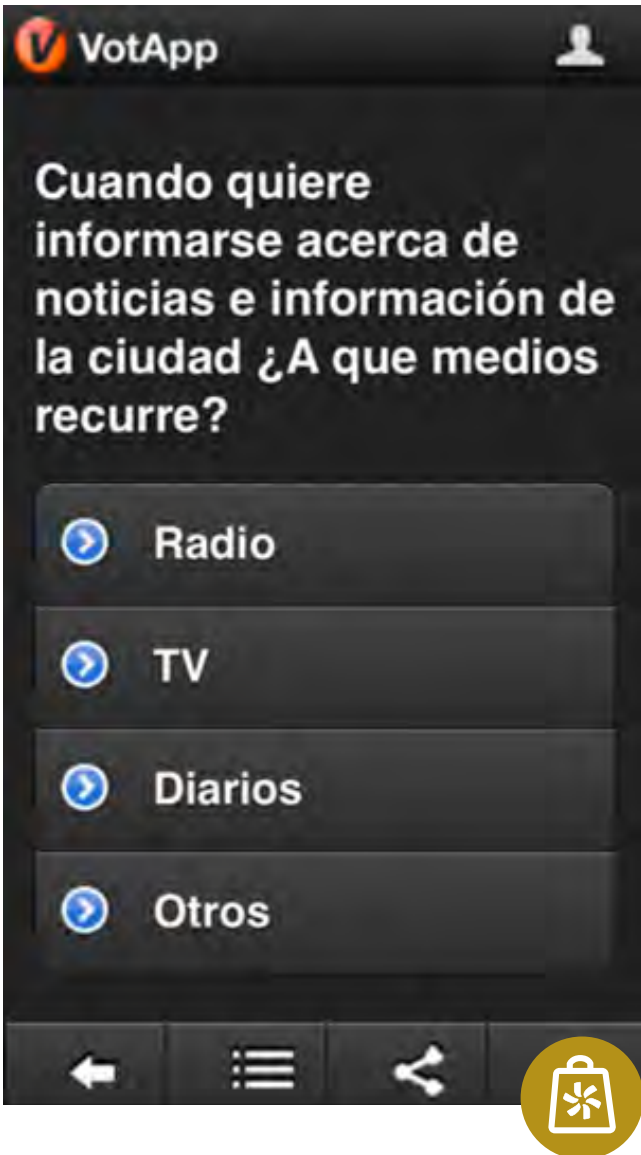 VotApp
Cuando quiere
informarse acerca de
noticias e información de
la ciudad ¿A que medios
recurre?
Radio
TV
Diarios
Otros